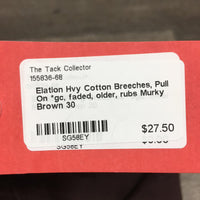 The Tack Collector
155836-68
Elation Hvy Cotton Breeches, Pull
On *gc, faded, older, rubs Murky
Brown 30
$27.50
SG58EY
SG58EY